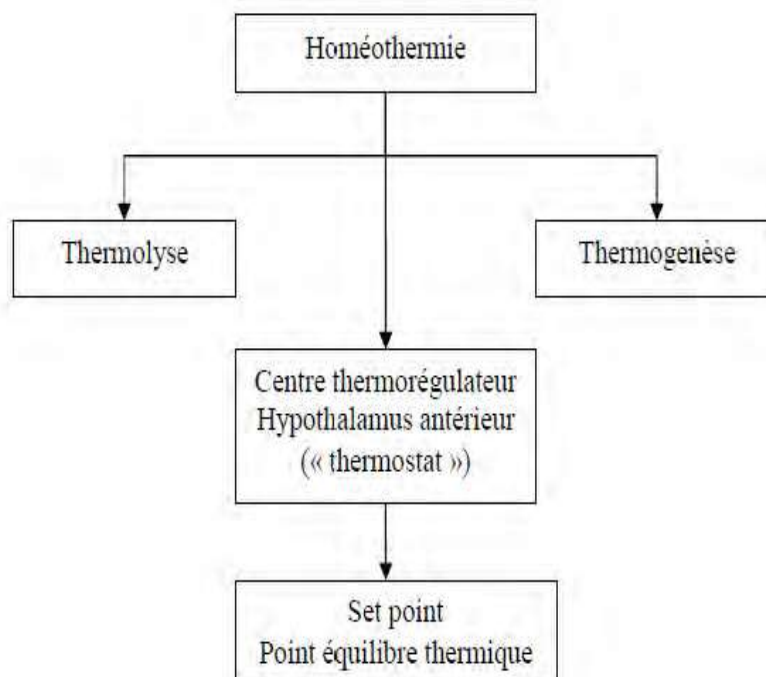 Homéothermie
Thermolyse
Thermogenèse
Centre thermorégulateur
Hypothalamus antérieur
(« thermostat »)
Set point
Point équilibre thermique